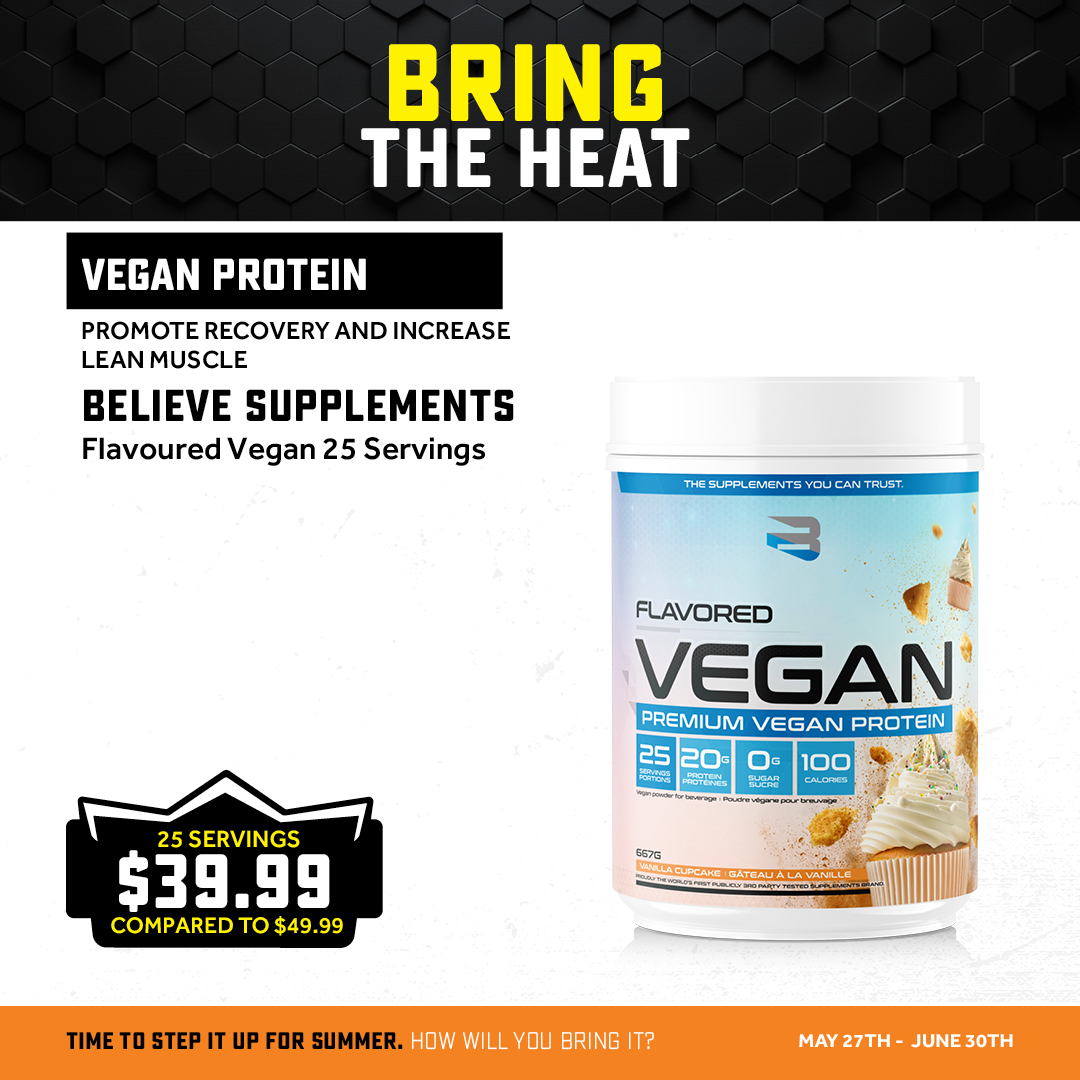 BRING
THE HEAT
VEGAN PROTEIN
PROMOTE RECOVERY AND INCREASE
LEAN MUSCLE
BELIEVE SUPPLEMENTS
Flavoured Vegan 25 Servings
THE SUPPLEMENTS YOU CAN TRUST.
FLAVORED
VEGAN
PREMIUM VEGAN PROTEIN
25 SERVINGS PORTIONS
20G PROTEIN PROTÉINES
0G SUGAR SUCRE
100 CALORIES
Vegan powder for beverage | Poudre végane pour breuvage
667G
VANILLA CUPCAKE | GÂTEAU À LA VANILLE
PROUDLY THE WORLD'S FIRST PUBLICLY 3RD PARTY TESTED SUPPLEMENTS BRAND.
25 SERVINGS
$39.99
COMPARED TO $49.99
TIME TO STEP IT UP FOR SUMMER. HOW WILL YOU BRING IT?
MAY 27TH - JUNE 30TH